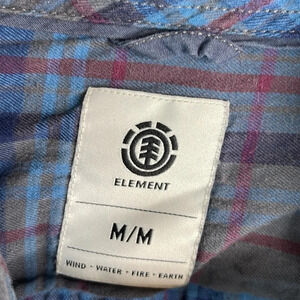 ELEMENT
M/M
WIND · WATER · FIRE · EARTH